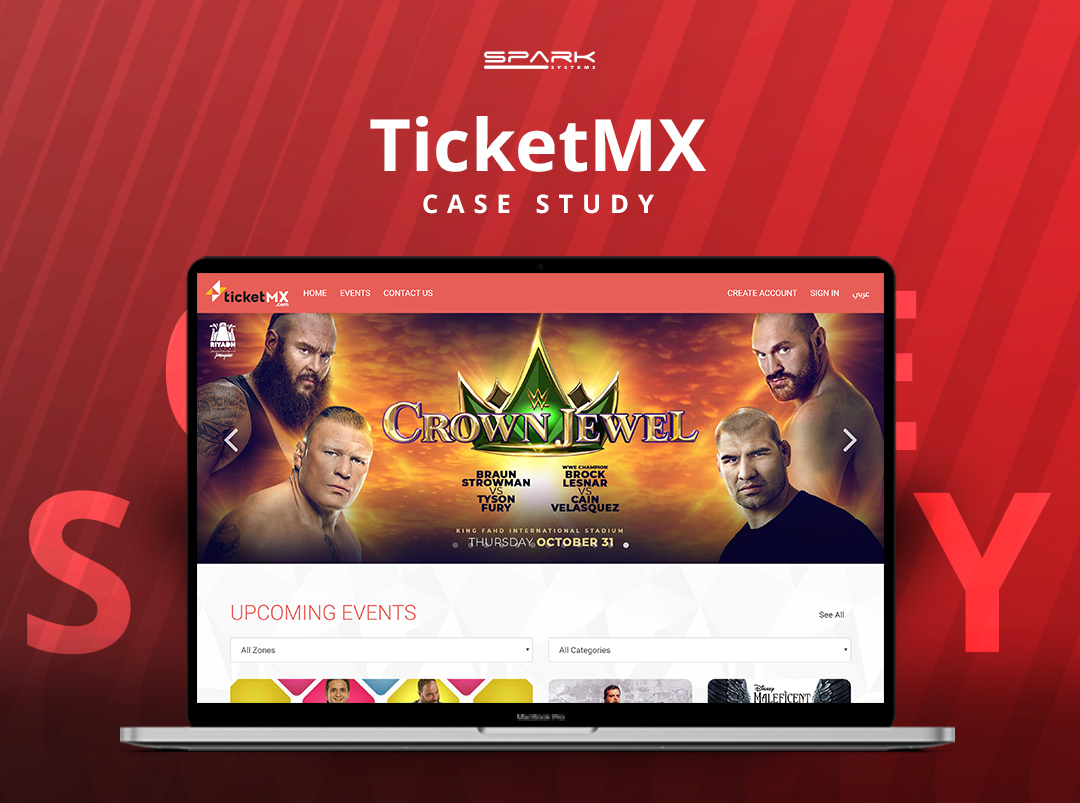 SPARK
SYSTEMS
TicketMX
CASE STUDY
ticketMX
.com
HOME EVENTS CONTACT US
CREATE ACCOUNT SIGN IN عربي
RIYADH
WWE
CROWN JEWEL
BRAUN
STROWMAN
VS
TYSON
FURY
WWE CHAMPION
BROCK
LESNAR
VS
CAIN
VELASQUEZ
KING FAHD INTERNATIONAL STADIUM
THURSDAY OCTOBER 31
UPCOMING EVENTS
See All
All Zones
All Categories
Disney
MALEFICENT
MacBook Pro
C E
S Y